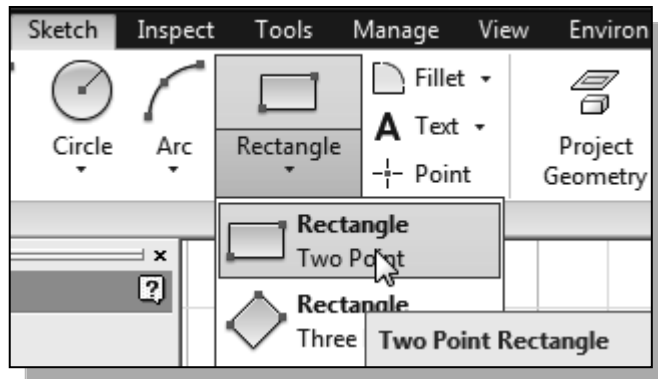 Sketch Inspect Tools Manage View Environ
Fillet
A Text
Circle Arc Rectangle Project
Point Geometry
Rectangle
Two Point
Rectangle
Three Two Point Rectangle